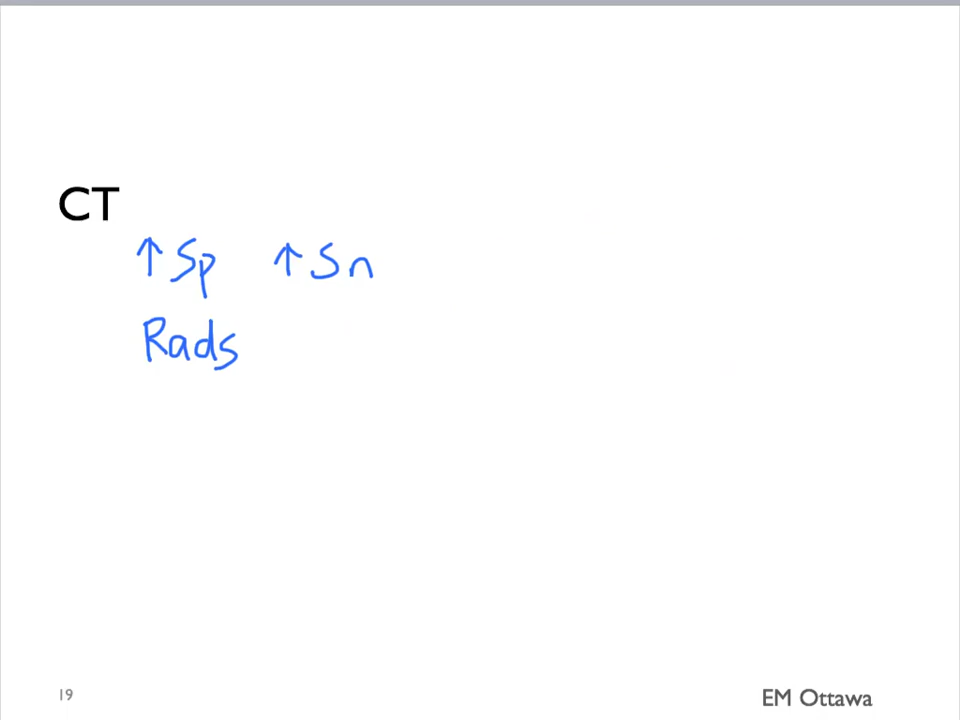 CT
↑ Sp ↑ Sn
Rads
19
EM Ottawa